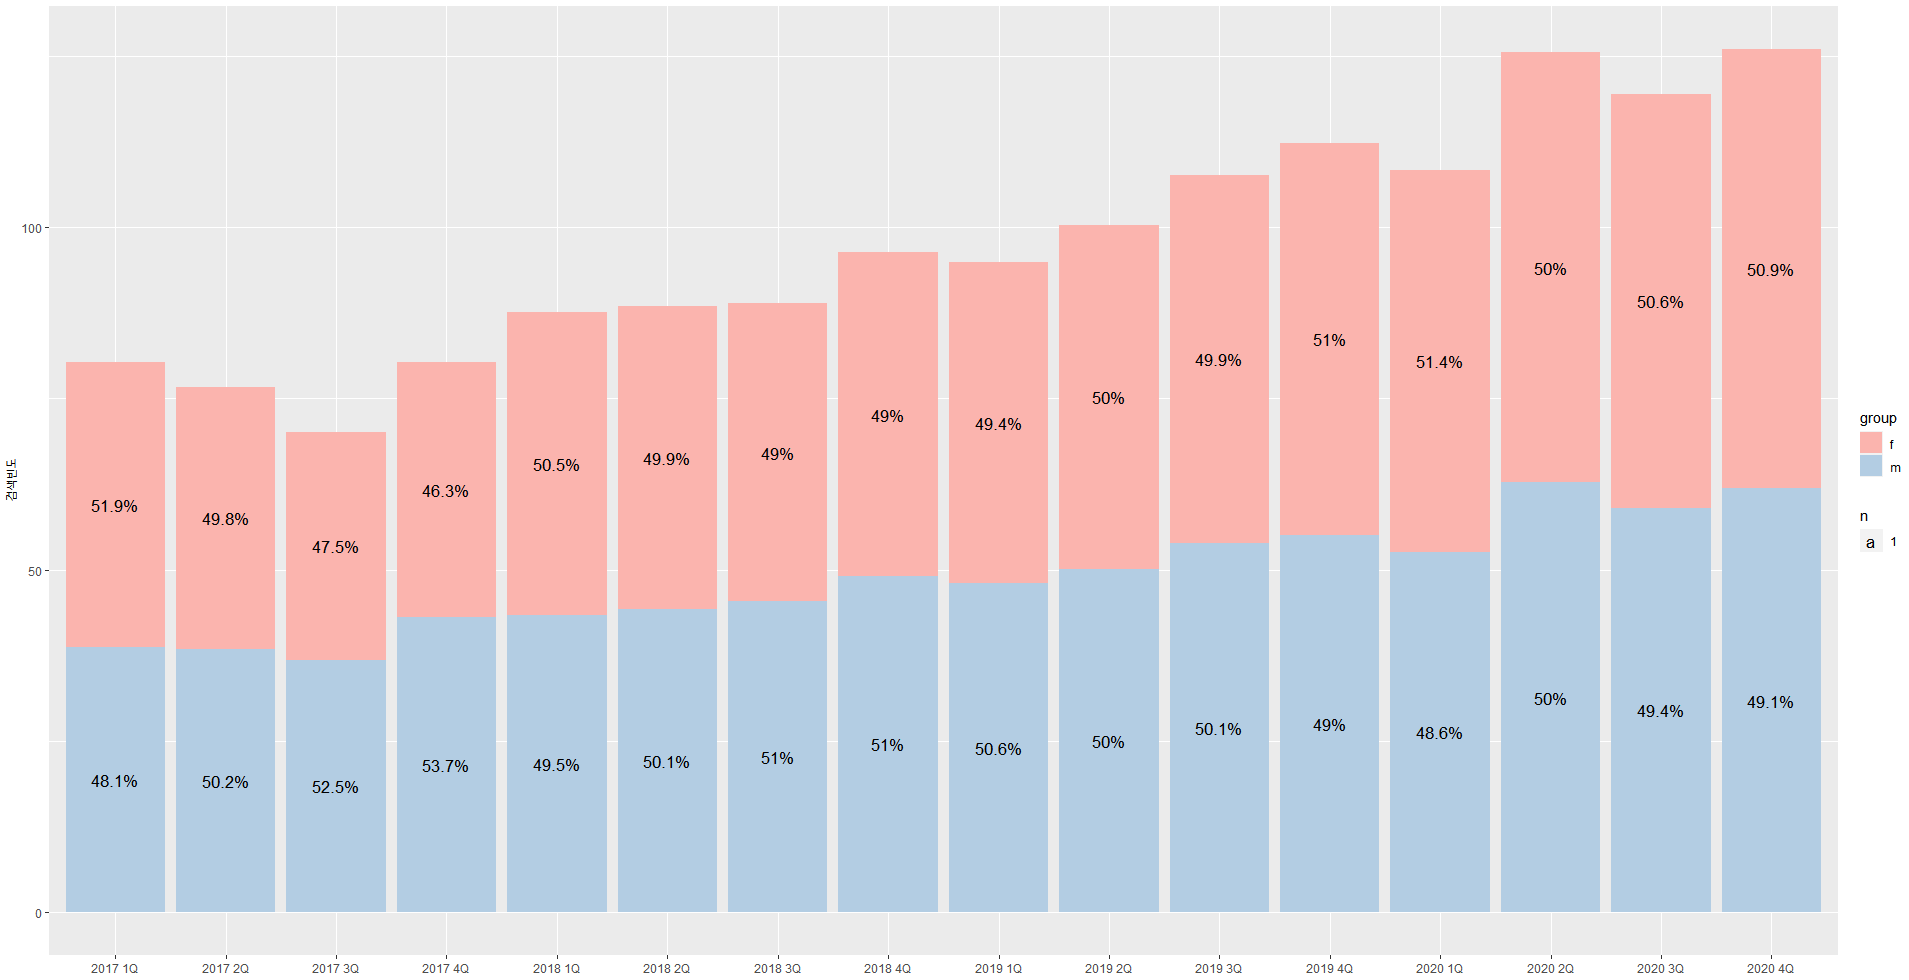 검색빈도
100
50
0
51.9%
49.8%
47.5%
46.3%
50.5%
49.9%
49%
49%
49.4%
50%
49.9%
51%
51.4%
50%
50.6%
50.9%
48.1%
50.2%
52.5%
53.7%
49.5%
50.1%
51%
51%
50.6%
50%
50.1%
49%
48.6%
50%
49.4%
49.1%
2017 1Q
2017 2Q
2017 3Q
2017 4Q
2018 1Q
2018 2Q
2018 3Q
2018 4Q
2019 1Q
2019 2Q
2019 3Q
2019 4Q
2020 1Q
2020 2Q
2020 3Q
2020 4Q
group
f
m
n
a 1